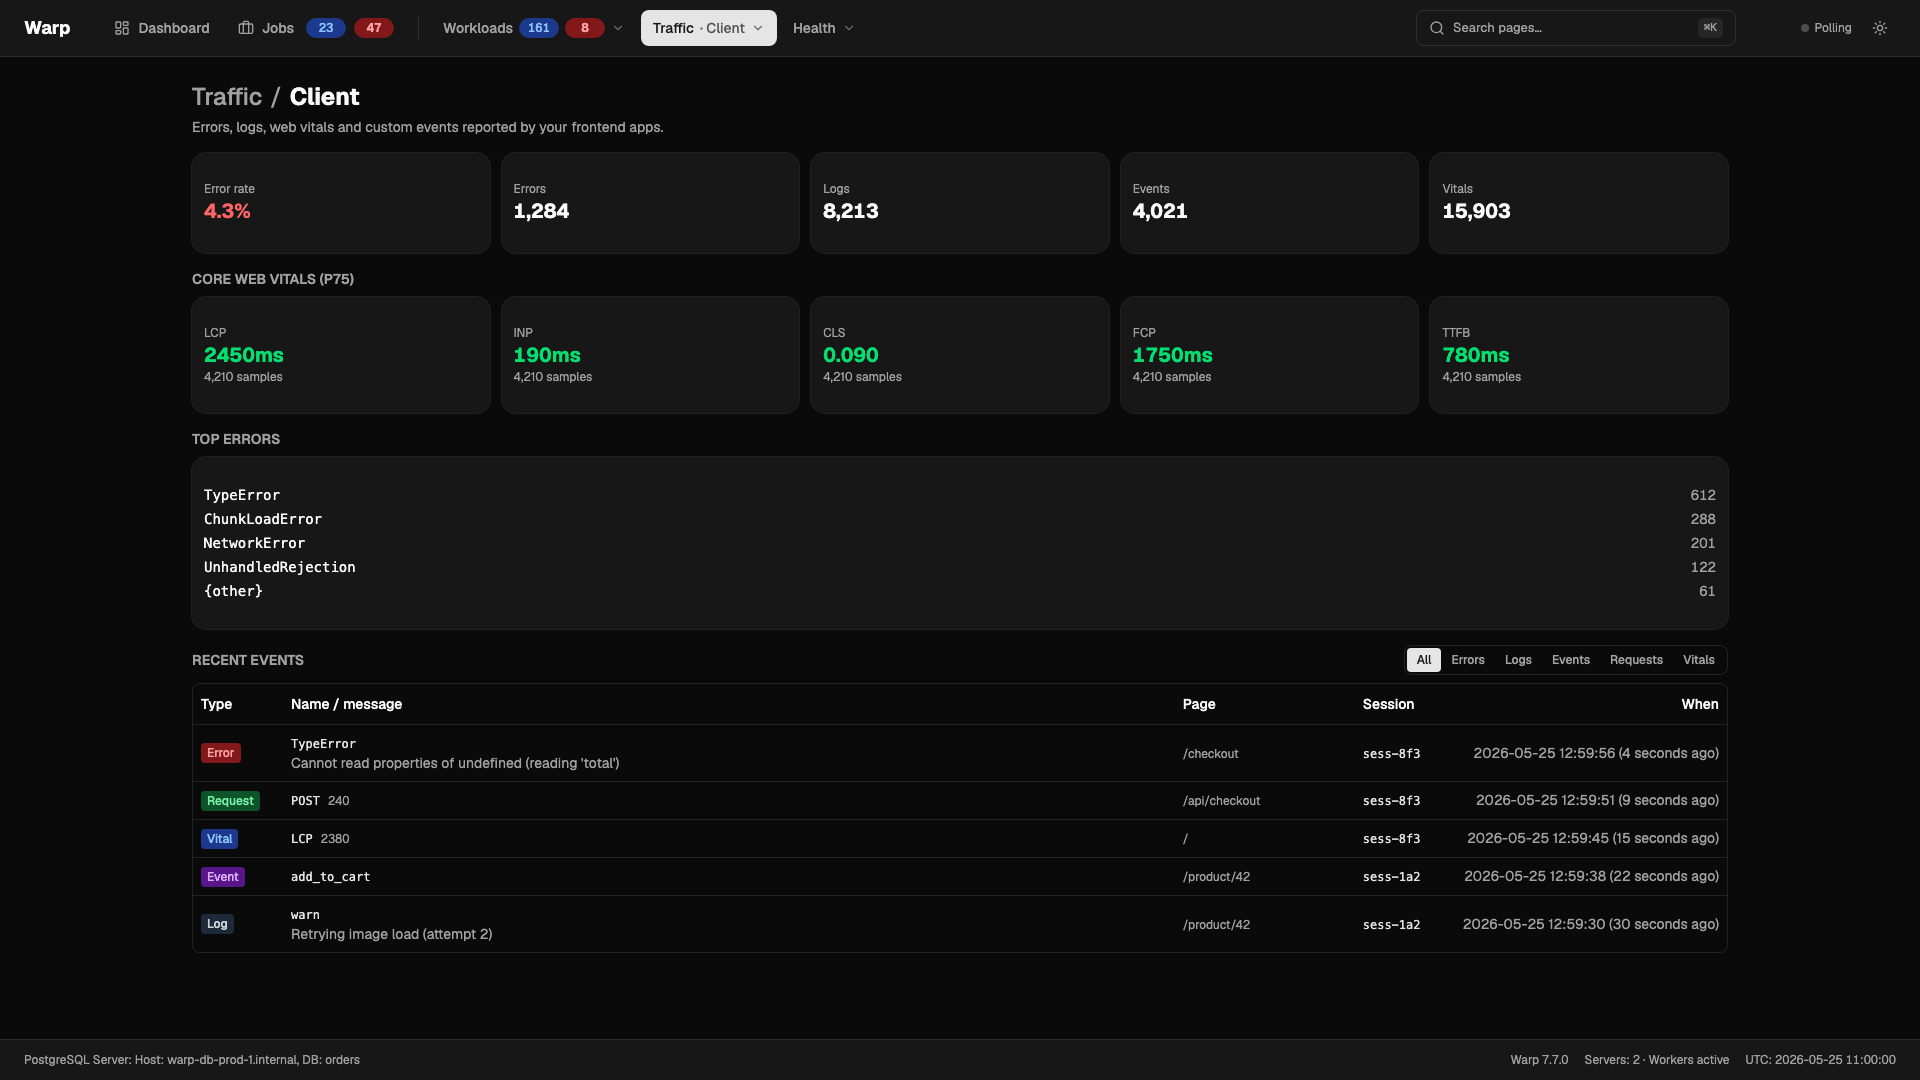 Warp Dashboard Jobs 23 47 Workloads 161 8 Traffic · Client Health Search pages... ⌘K Polling
Traffic / Client
Errors, logs, web vitals and custom events reported by your frontend apps.
Error rate Errors Logs Events Vitals
4.3% 1,284 8,213 4,021 15,903
CORE WEB VITALS (P75)
LCP INP CLS FCP TTFB
2450ms 190ms 0.090 1750ms 780ms
4,210 samples 4,210 samples 4,210 samples 4,210 samples 4,210 samples
TOP ERRORS
TypeError 612
ChunkLoadError 288
NetworkError 201
UnhandledRejection 122
{other} 61
RECENT EVENTS All Errors Logs Events Requests Vitals
Type Name / message Page Session When
Error TypeError /checkout sess-8f3 2026-05-25 12:59:56 (4 seconds ago)
Cannot read properties of undefined (reading 'total')
Request POST 240 /api/checkout sess-8f3 2026-05-25 12:59:51 (9 seconds ago)
Vital LCP 2380 / sess-8f3 2026-05-25 12:59:45 (15 seconds ago)
Event add_to_cart /product/42 sess-1a2 2026-05-25 12:59:38 (22 seconds ago)
Log warn /product/42 sess-1a2 2026-05-25 12:59:30 (30 seconds ago)
Retrying image load (attempt 2)
PostgreSQL Server: Host: warp-db-prod-1.internal, DB: orders Warp 7.7.0 Servers: 2 · Workers active UTC: 2026-05-25 11:00:00